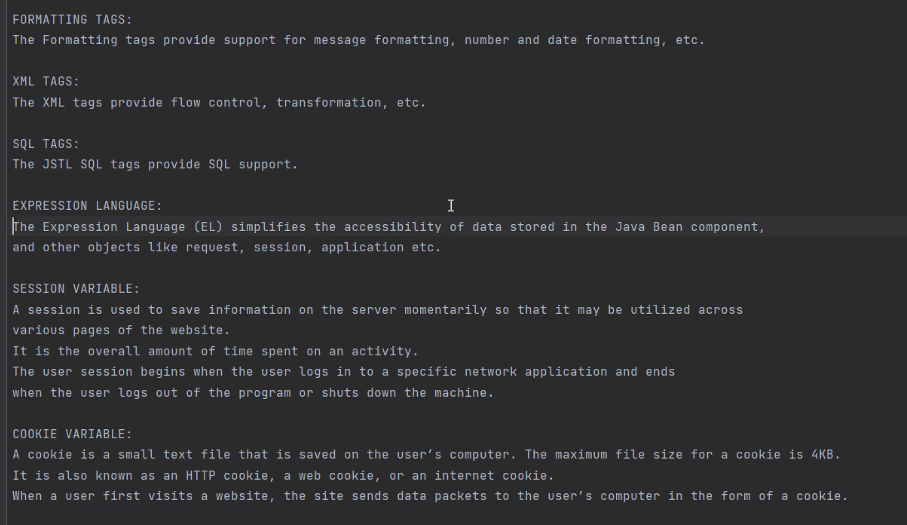 FORMATTING TAGS:
The Formatting tags provide support for message formatting, number and date formatting, etc.
XML TAGS:
The XML tags provide flow control, transformation, etc.
SQL TAGS:
The JSTL SQL tags provide SQL support.
EXPRESSION LANGUAGE:
The Expression Language (EL) simplifies the accessibility of data stored in the Java Bean component,
and other objects like request, session, application etc.
SESSION VARIABLE:
A session is used to save information on the server momentarily so that it may be utilized across
various pages of the website.
It is the overall amount of time spent on an activity.
The user session begins when the user logs in to a specific network application and ends
when the user logs out of the program or shuts down the machine.
COOKIE VARIABLE:
A cookie is a small text file that is saved on the user’s computer. The maximum file size for a cookie is 4KB.
It is also known as an HTTP cookie, a web cookie, or an internet cookie.
When a user first visits a website, the site sends data packets to the user’s computer in the form of a cookie.